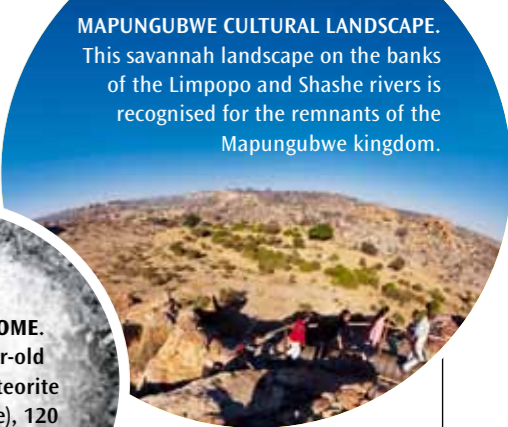 MAPUNGUBWE CULTURAL LANDSCAPE.
This savannah landscape on the banks
of the Limpopo and Shashe rivers is
recognised for the remnants of the
Mapungubwe kingdom.
OME.
r-old
teorite
e), 120